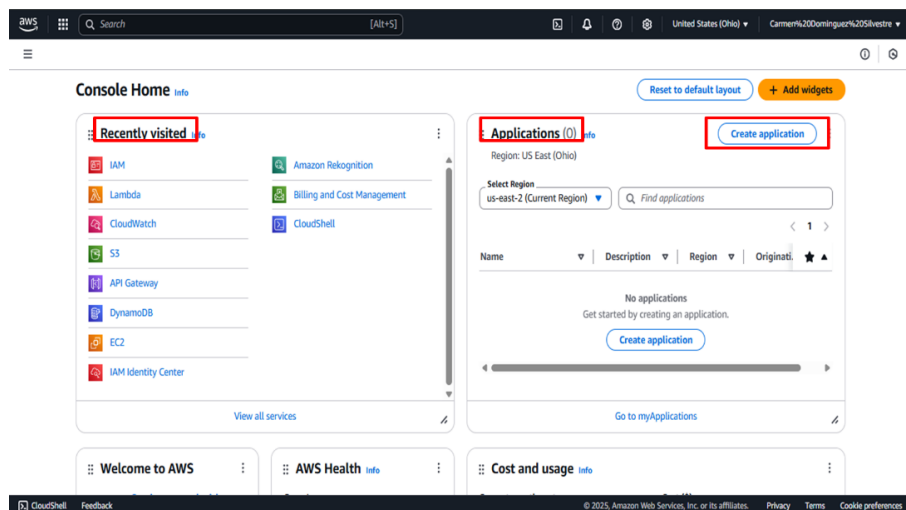 aws
Search [Alt+S]
United States (Ohio) Carmen%20Dominguez%20Silvestre
Console Home Info
Reset to default layout
+ Add widgets
Recently visited Info
IAM
Lambda
CloudWatch
S3
API Gateway
DynamoDB
EC2
IAM Identity Center
Amazon Rekognition
Billing and Cost Management
CloudShell
View all services
Applications (0) Info
Create application
Region: US East (Ohio)
Select Region
us-east-2 (Current Region)
Find applications
1
Name Description Region Originati.
No applications
Get started by creating an application.
Create application
Go to myApplications
Welcome to AWS
AWS Health Info
Cost and usage Info
CloudShell Feedback
© 2025, Amazon Web Services, Inc. or its affiliates. Privacy Terms Cookie preferences